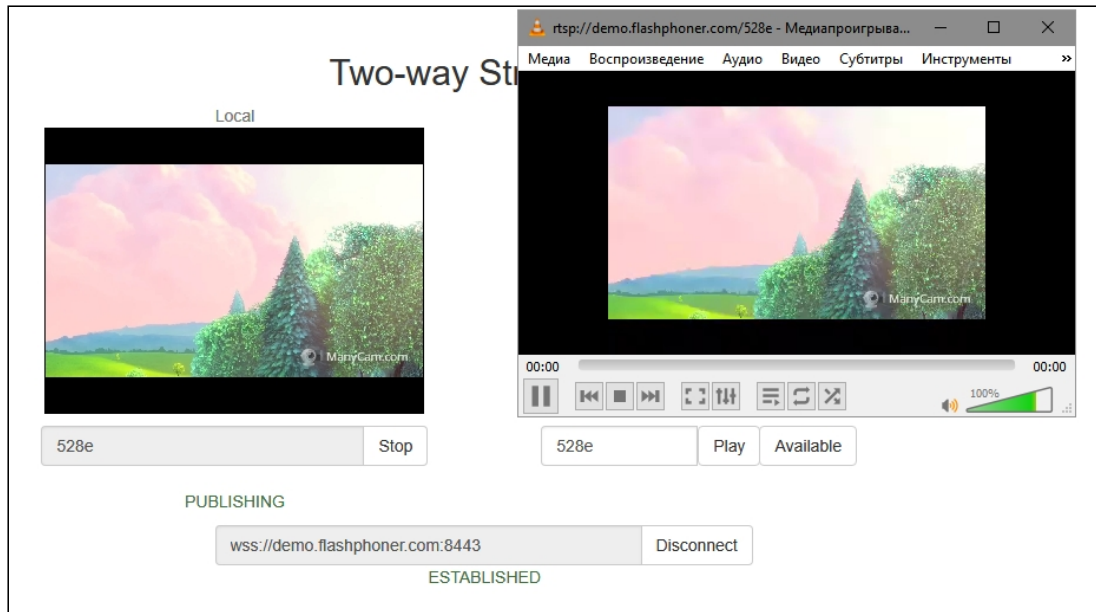 rtsp://demo.flashphoner.com/528e - Медиапроигрыва...
Медиа Воспроизведение Аудио Видео Субтитры Инструменты »
Two-way Str
Local
ManyCam.com
ManyCam.com
00:00 00:00
100%
528e Stop
528e Play Available
PUBLISHING
wss://demo.flashphoner.com:8443 Disconnect
ESTABLISHED